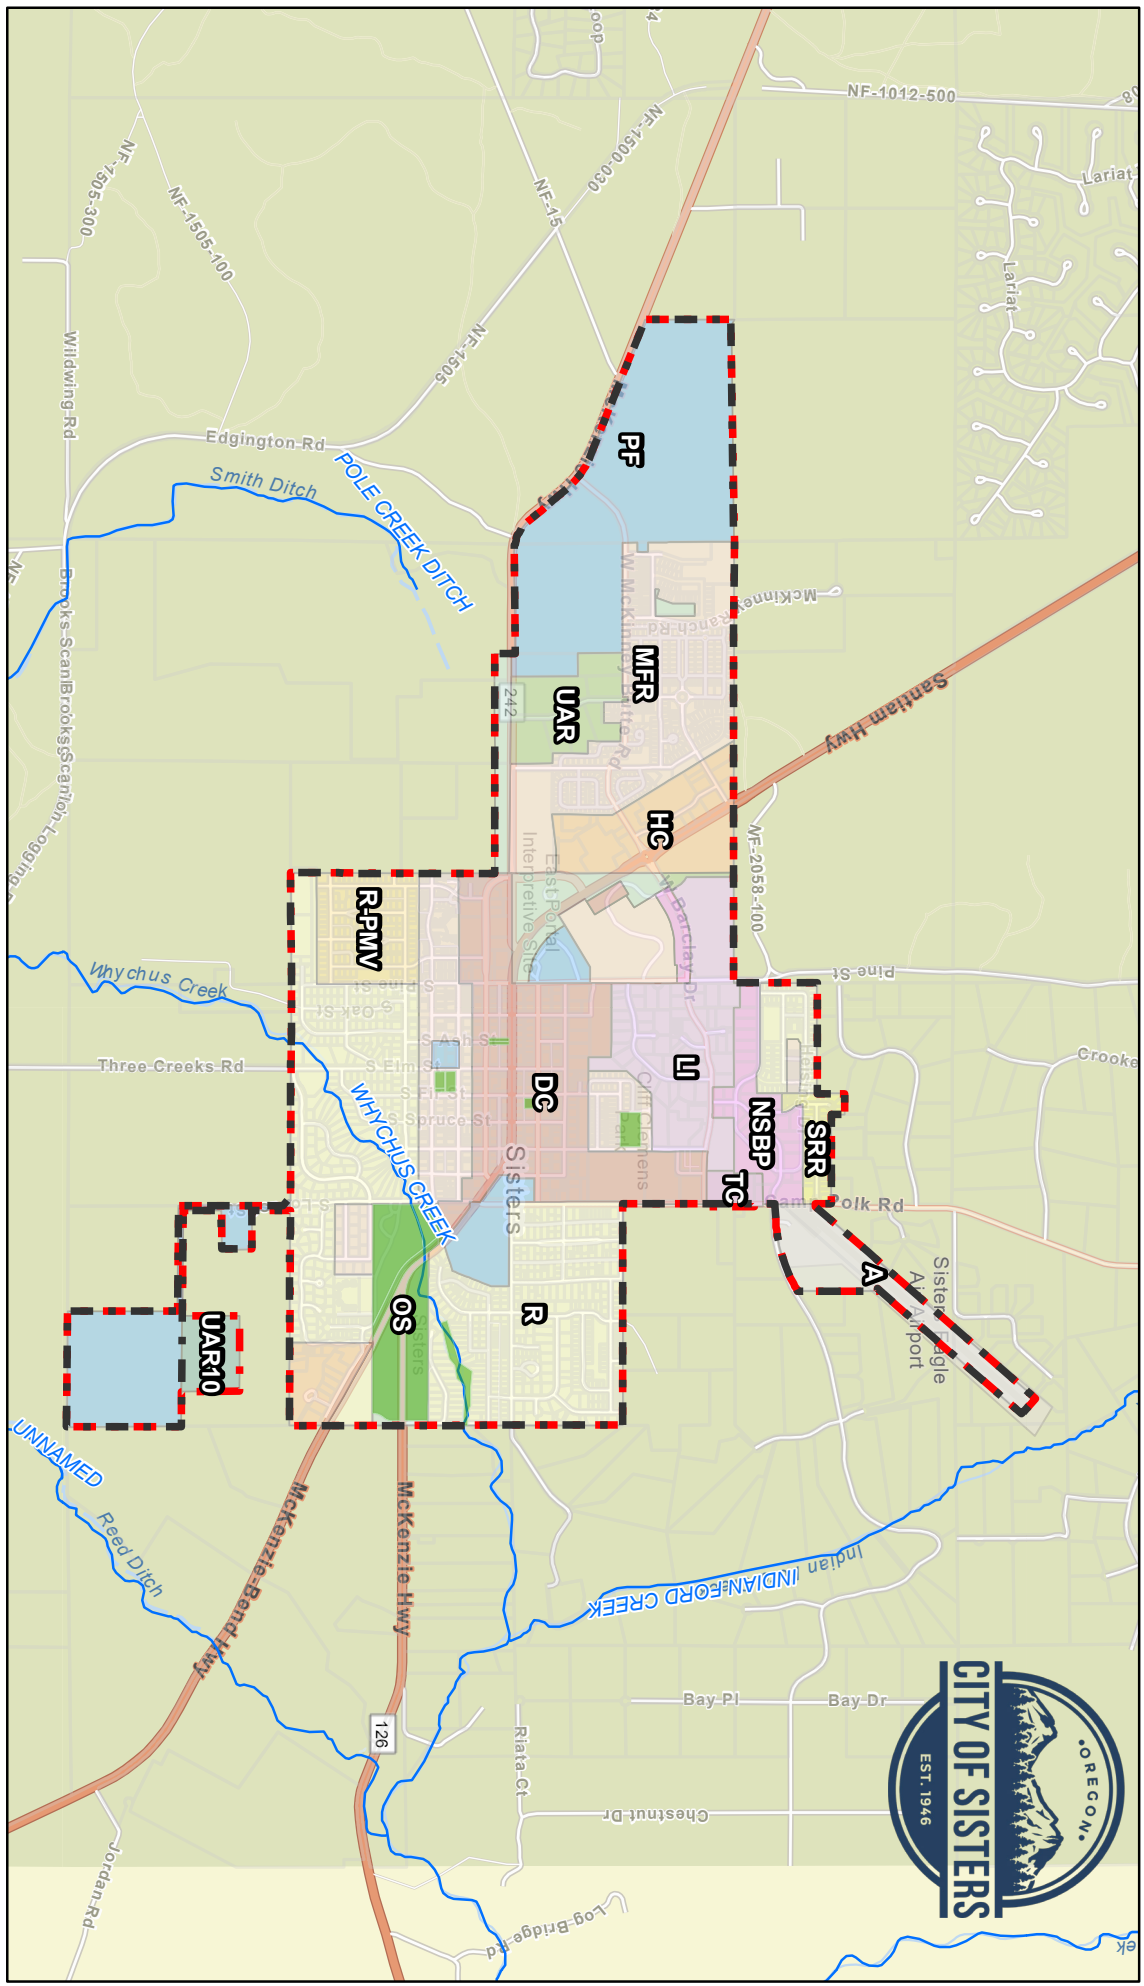 NF-1012-500
Lariat
Lariat
NF-1500-030
NF-15
NF-1505-300
NF-1505-100
NF-1505
Wildwing Rd
Edgington Rd
Smith Ditch
POLE CREEK DITCH
PF
W McKinney Butte Rd
McKinney Ranch Rd
MFR
UAR
242
HC
Santiam Hwy
NF-2058-100
East Portal
Interpretive Site
W Barclay Dr
Pine St
R-PMV
S Pine St
S Oak St
S Ash St
S Elm St
S Fir St
S Spruce St
Whychus Creek
Three Creeks Rd
WHYCHUS CREEK
DC
LI
NSBP
SRR
TC
Cliff Clemens
Park
Sisters
Camp Polk Rd
A
Sisters Eagle
Air Airport
R
OS
Sisters
UAR10
UNNAMED
Reed Ditch
McKenzie-Bend Hwy
McKenzie Hwy
126
INDIAN FORD CREEK
Indian
Bay Pl
Bay Dr
Riata Ct
Chestnut Dr
Jordan Rd
Log Bridge Rd
•OREGON•
CITY OF SISTERS
EST. 1946